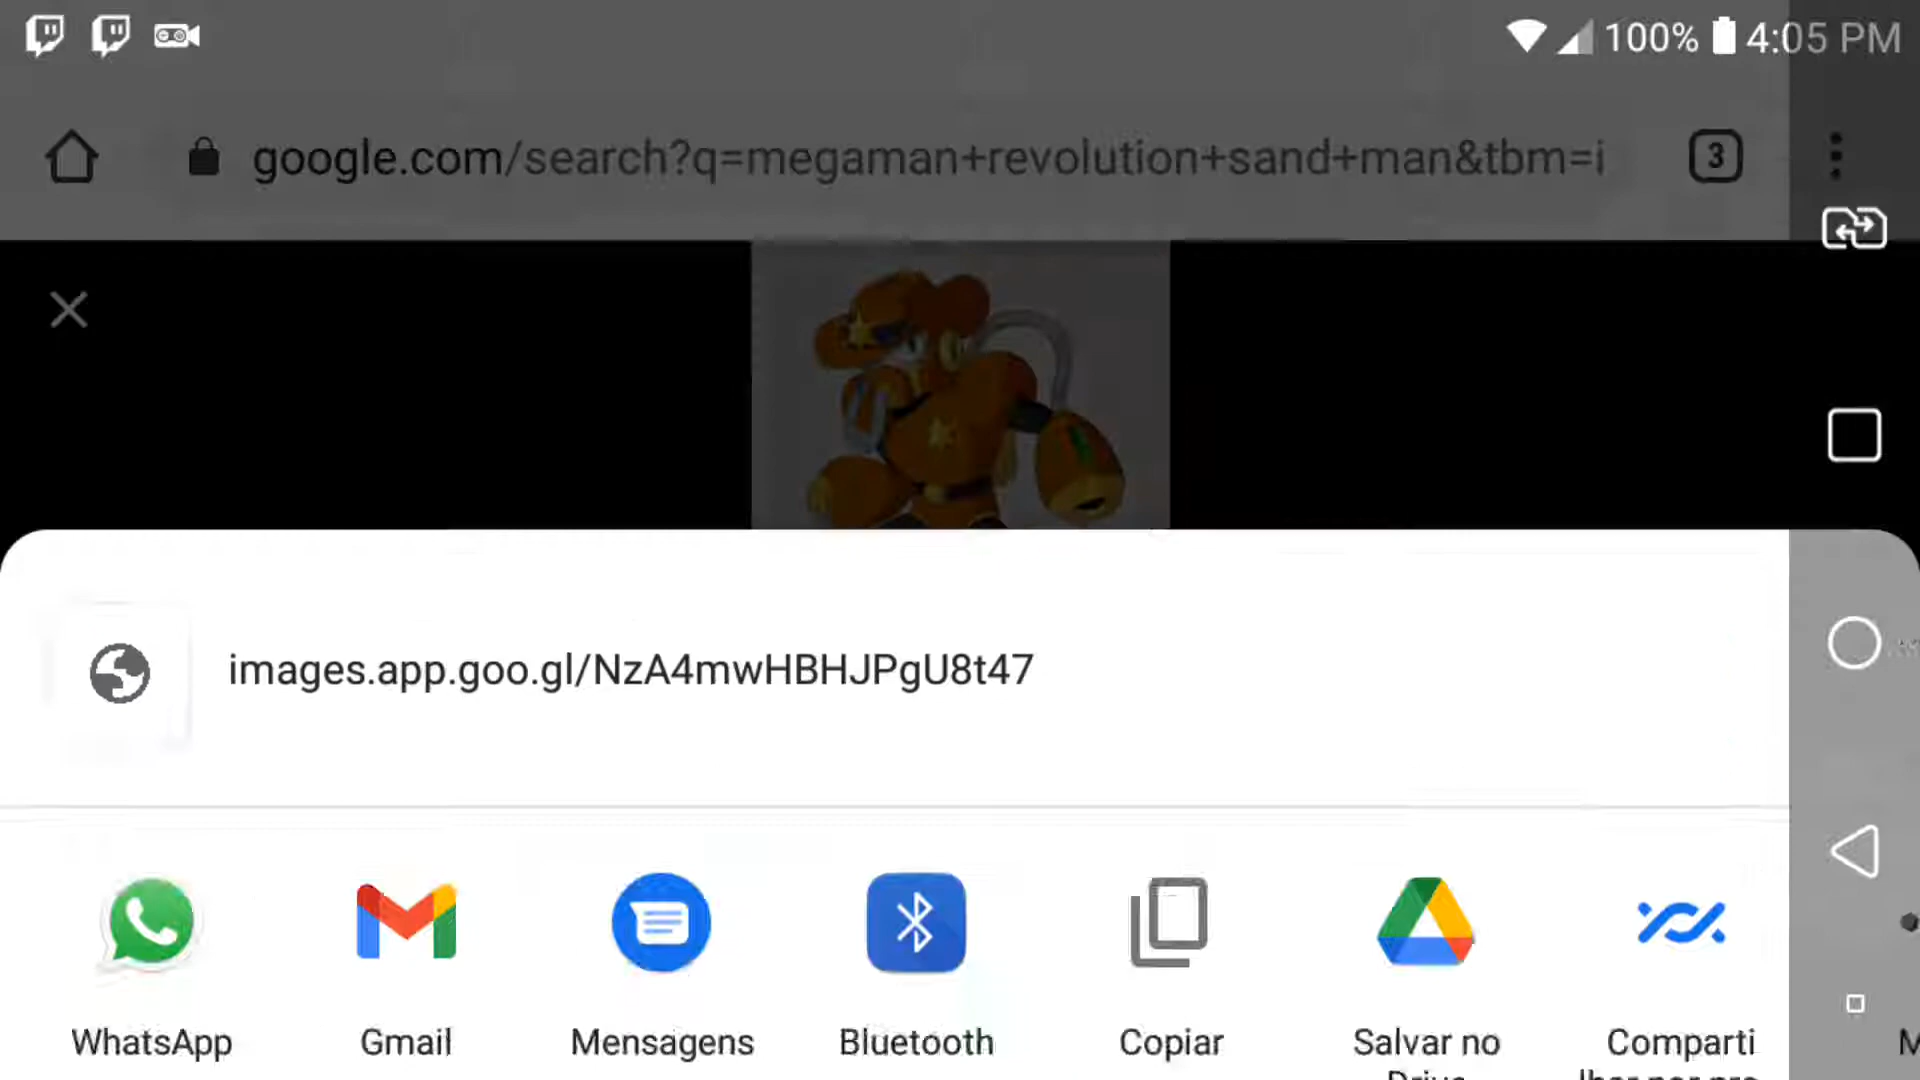 100% 4:05 PM
google.com/search?q=megaman+revolution+sand+man&tbm=i
3
images.app.goo.gl/NzA4mwHBHJPgU8t47
WhatsApp
Gmail
Mensagens
Bluetooth
Copiar
Salvar no
Comparti